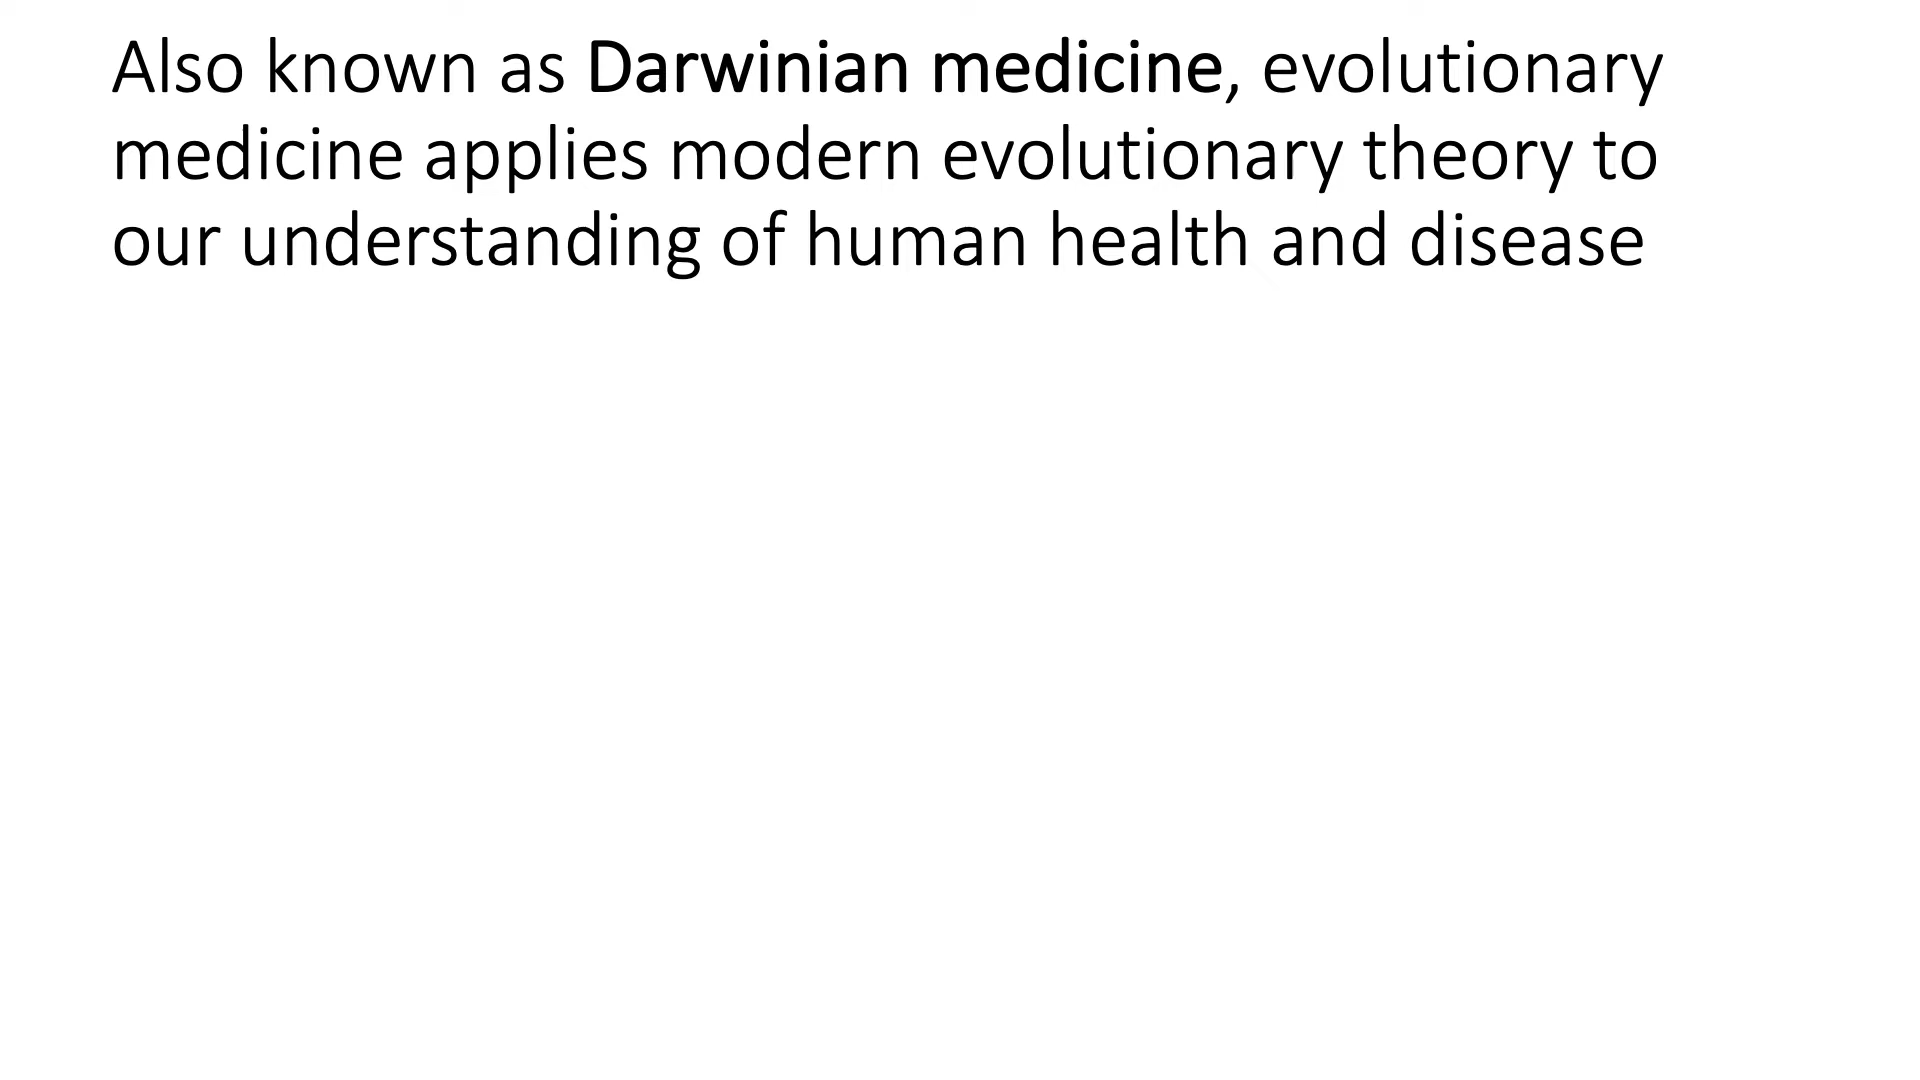 Also known as Darwinian medicine, evolutionary
medicine applies modern evolutionary theory to
our understanding of human health and disease